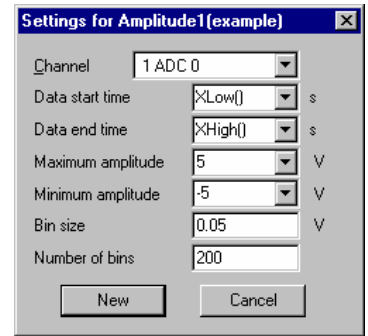 Settings for Amplitude1(example)
Channel 1 ADC 0
Data start time XLow() s
Data end time XHigh() s
Maximum amplitude 5 V
Minimum amplitude -5 V
Bin size 0.05 V
Number of bins 200
New Cancel